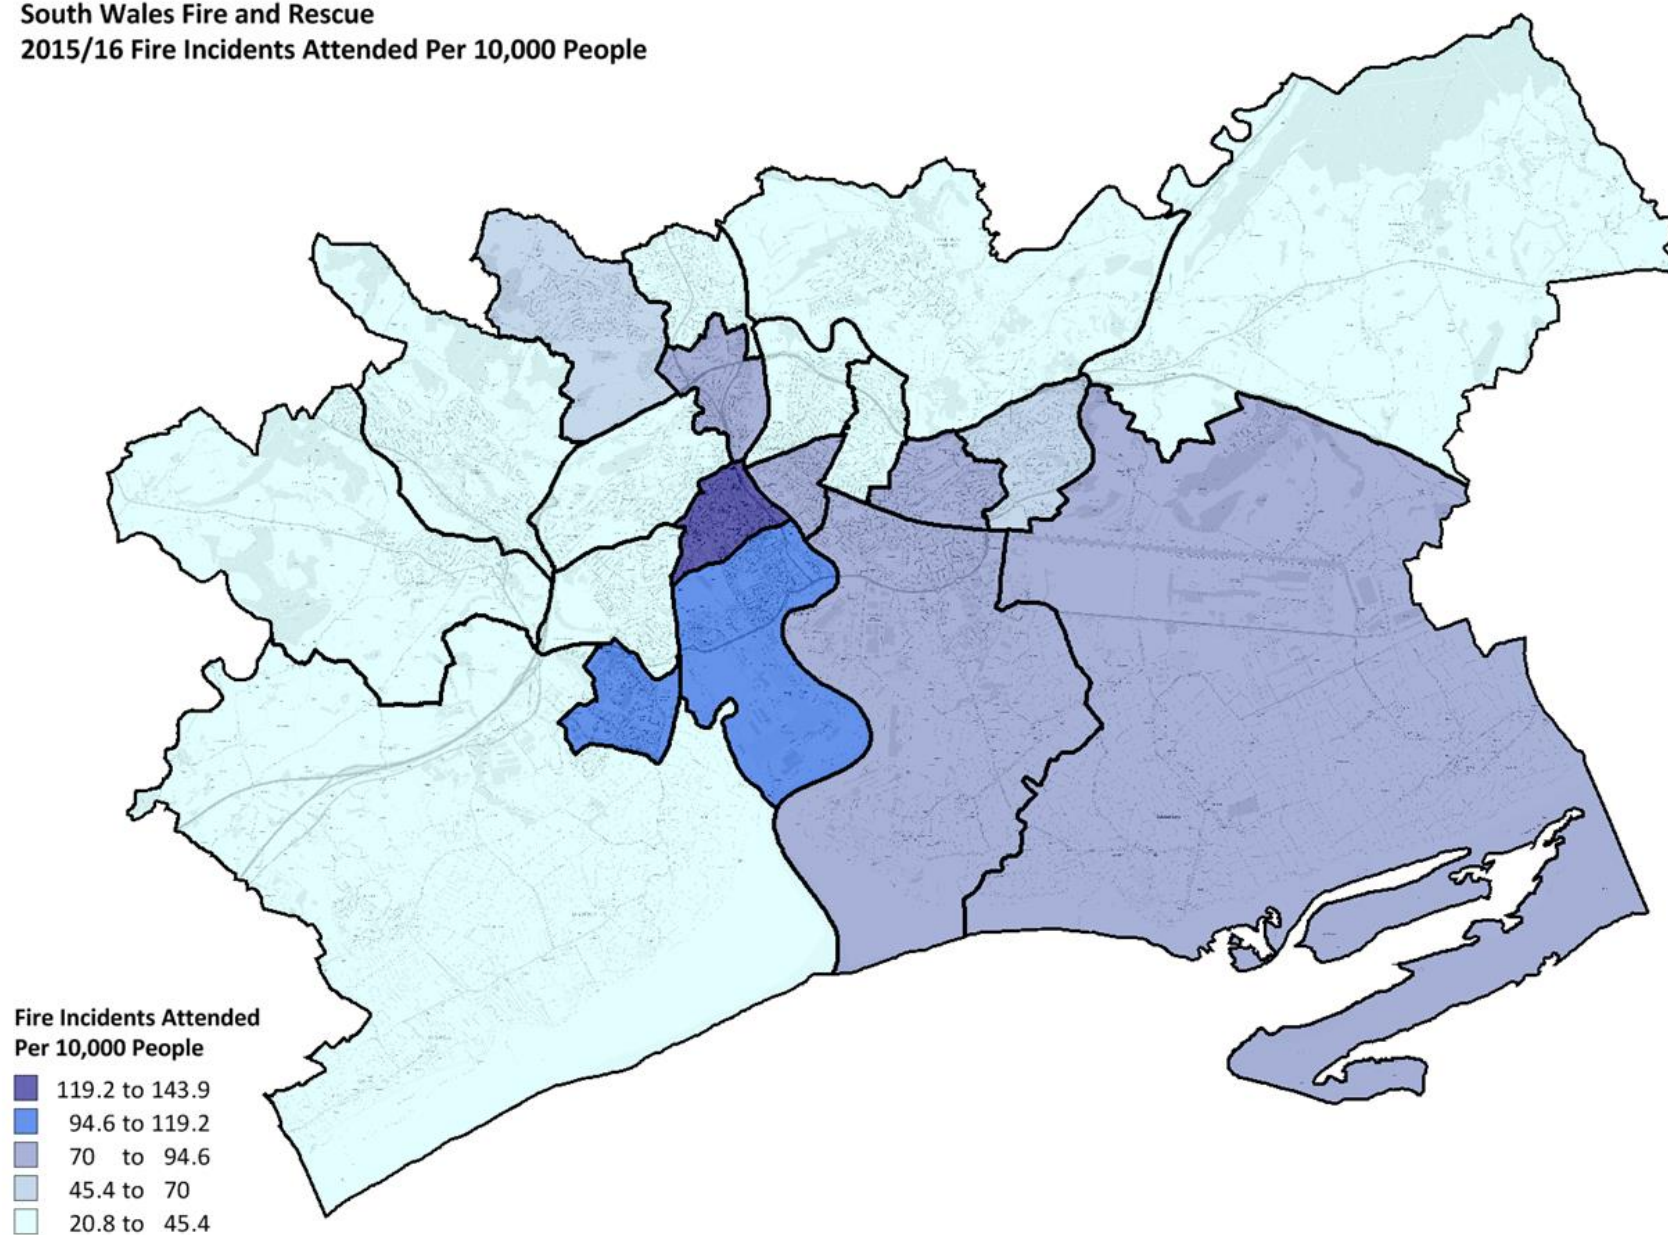 South Wales Fire and Rescue
2015/16 Fire Incidents Attended Per 10,000 People
Fire Incidents Attended
Per 10,000 People
119.2 to 143.9
94.6 to 119.2
70 to 94.6
45.4 to 70
20.8 to 45.4